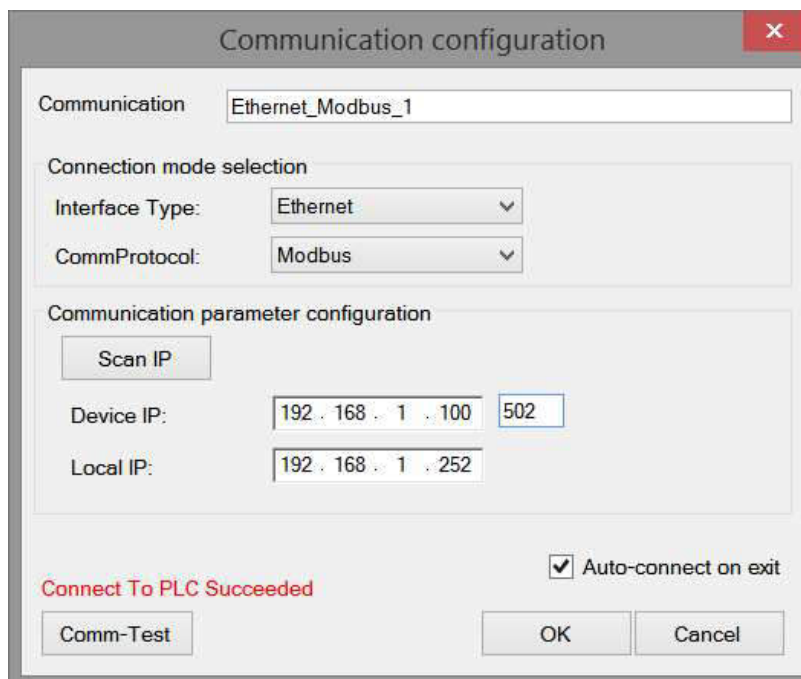 Communication configuration
Communication Ethernet_Modbus_1
Connection mode selection
Interface Type: Ethernet
CommProtocol: Modbus
Communication parameter configuration
Scan IP
Device IP: 192 . 168 . 1 . 100 502
Local IP: 192 . 168 . 1 . 252
Auto-connect on exit
Connect To PLC Succeeded
Comm-Test OK Cancel